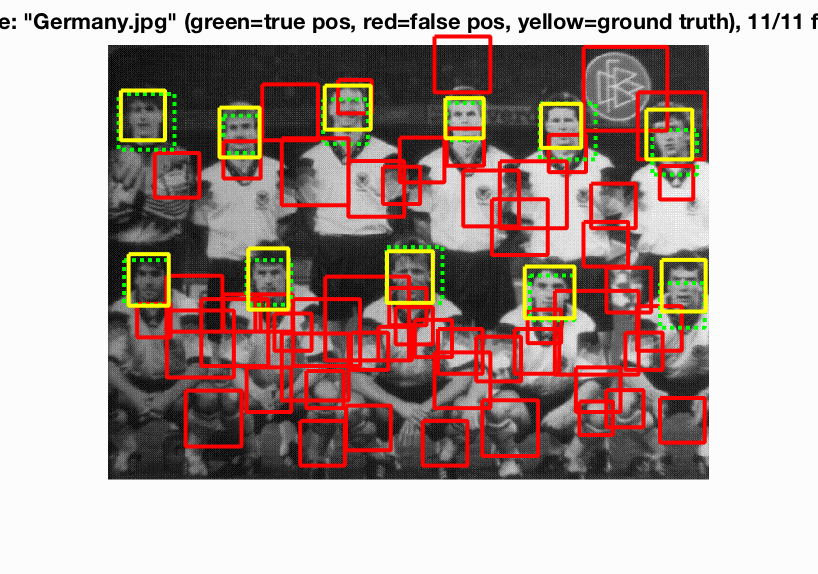 e: "Germany.jpg" (green=true pos, red=false pos, yellow=ground truth), 11/11 f